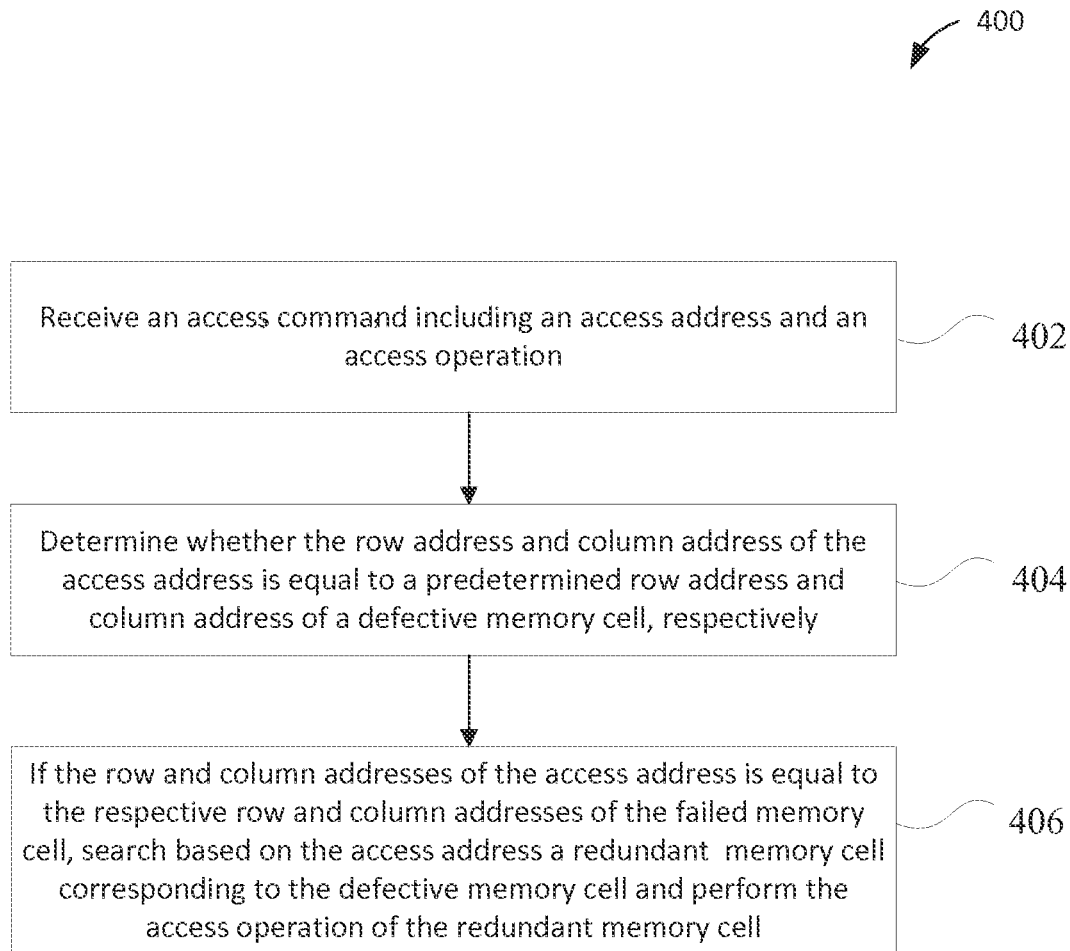 400
Receive an access command including an access address and an
access operation
402
Determine whether the row address and column address of the
access address is equal to a predetermined row address and
column address of a defective memory cell, respectively
404
If the row and column addresses of the access address is equal to
the respective row and column addresses of the failed memory
cell, search based on the access address a redundant memory cell
corresponding to the defective memory cell and perform the
access operation of the redundant memory cell
406